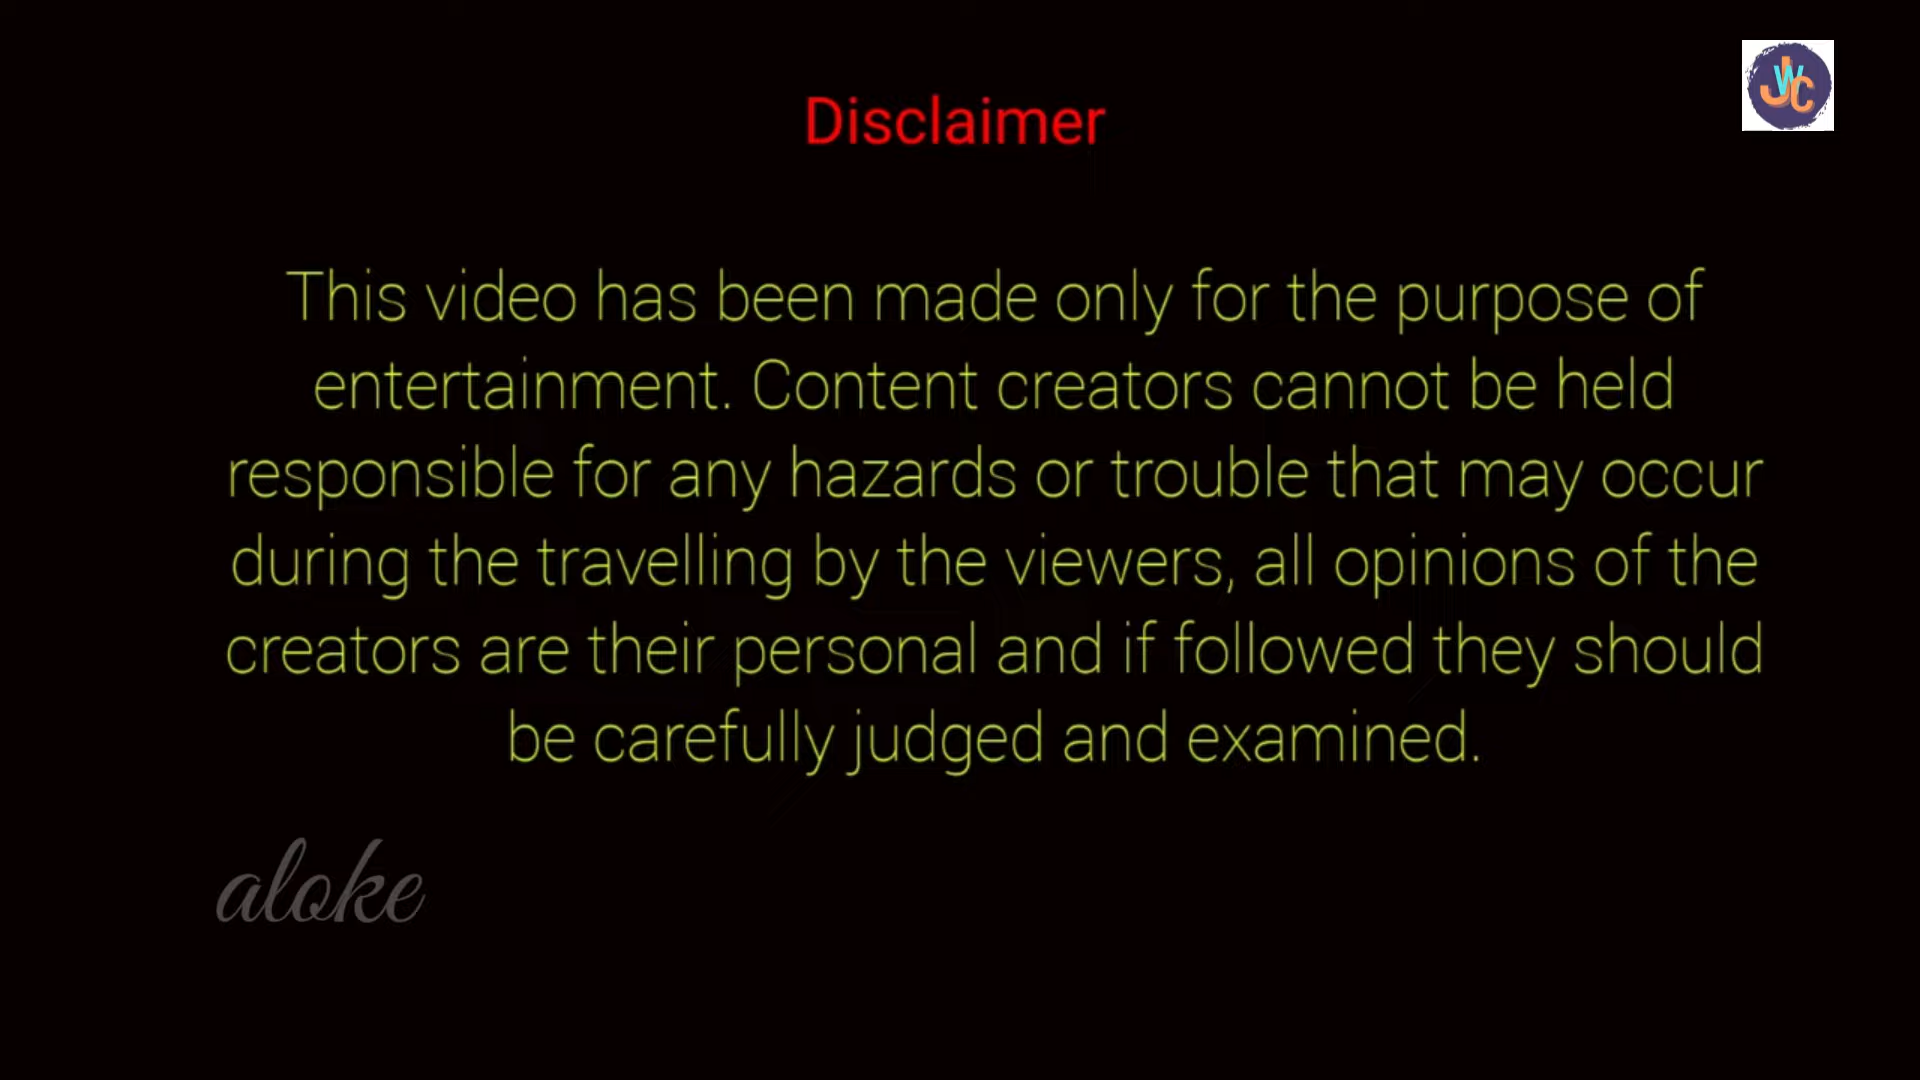 JWC
Disclaimer
This video has been made only for the purpose of
entertainment. Content creators cannot be held
responsible for any hazards or trouble that may occur
during the travelling by the viewers, all opinions of the
creators are their personal and if followed they should
be carefully judged and examined.
aloke